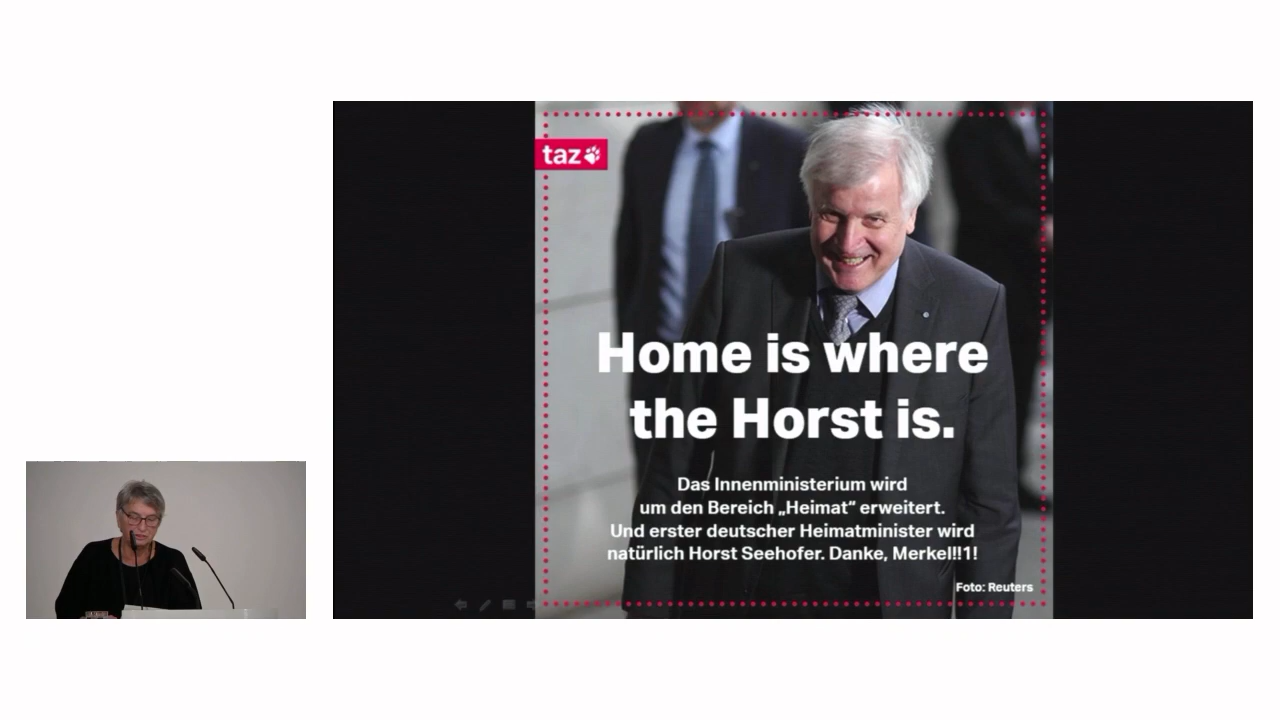 taz
Home is where
the Horst is.
Das Innenministerium wird
um den Bereich „Heimat“ erweitert.
Und erster deutscher Heimatminister wird
natürlich Horst Seehofer. Danke, Merkel!!1!
Foto: Reuters